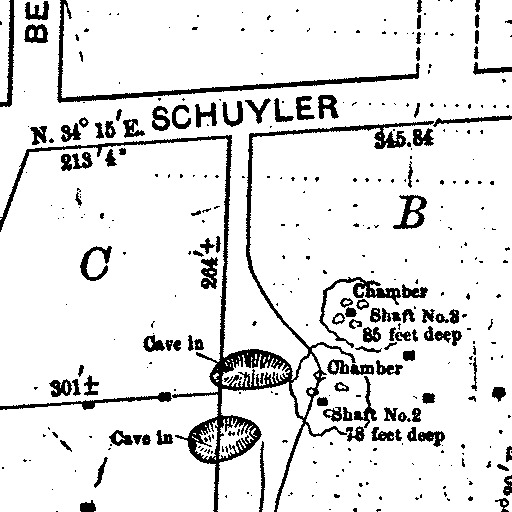 BE
N. 34° 15' E. SCHUYLER
213' 4"
345.84
B
C
264'±
Chamber
Shaft No.3
85 feet deep
Cave in
Chamber
301'±
Shaft No.2
78 feet deep
Cave in